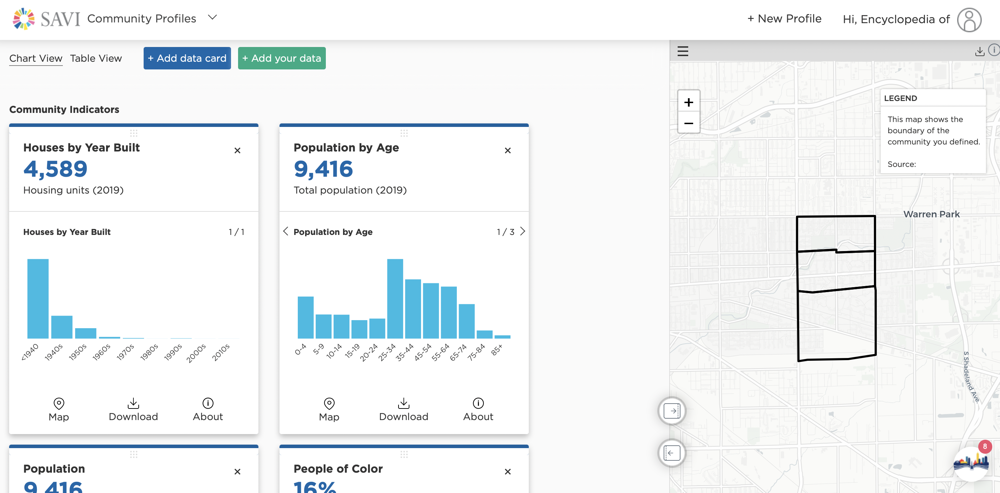 SAVI Community Profiles
+ New Profile
Hi, Encyclopedia of
Chart View
Table View
+ Add data card
+ Add your data
Community Indicators
Houses by Year Built
4,589
Housing units (2019)
Houses by Year Built
1 / 1
<1940
1940s
1950s
1960s
1970s
1980s
1990s
2000s
2010s
Map
Download
About
Population by Age
9,416
Total population (2019)
Population by Age
1 / 3
0-4
5-9
10-14
15-19
20-24
25-34
35-44
45-54
55-64
65-74
75-84
85+
Map
Download
About
Population
9,416
People of Color
16%
LEGEND
This map shows the
boundary of the
community you defined.
Source:
Warren Park
S Shadeland Ave.
8